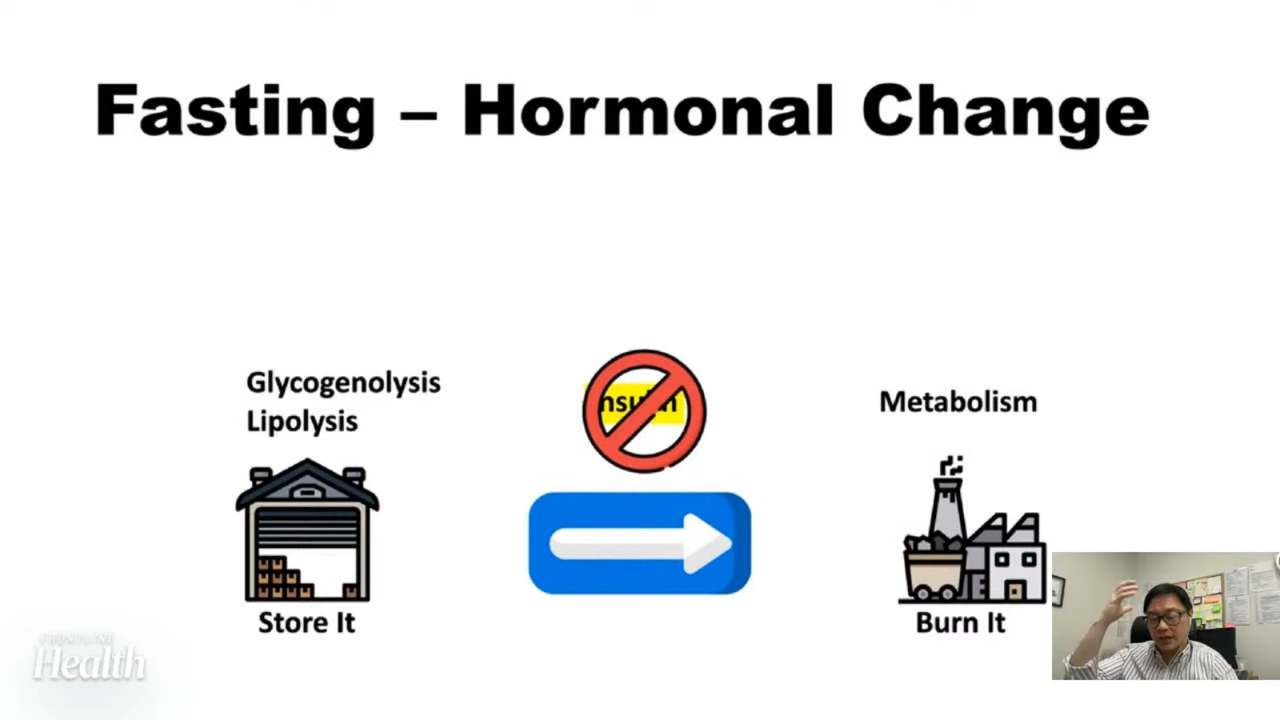 Fasting – Hormonal Change
Glycogenolysis
Lipolysis
Metabolism
Store It
Burn It
Health